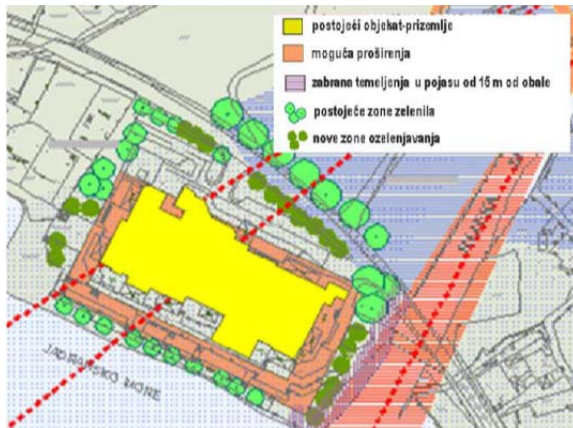 postojeći objekat-prizemlje
moguća proširenja
zabrana temeljenja u pojasu od 15 m od obale
postojeće zone zelenila
nove zone ozelenjavanja
JADRANSKO MORE